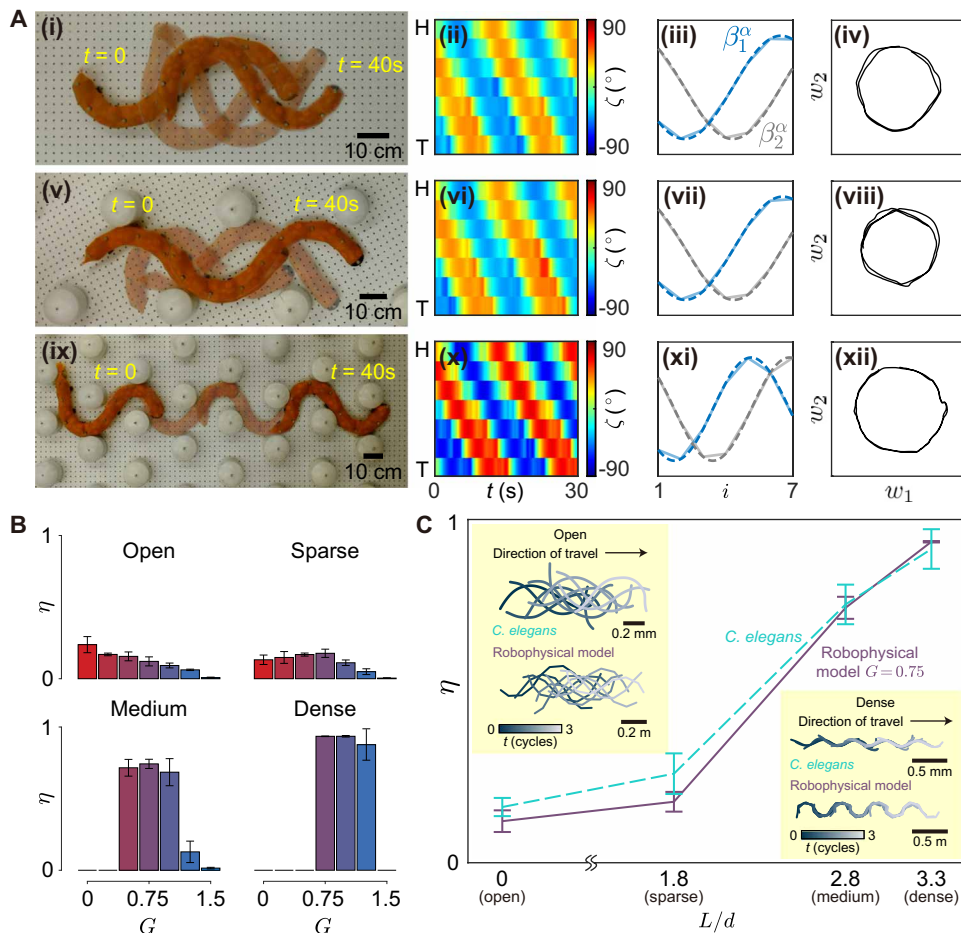 A
(i)
t = 0
t = 40s
10 cm
H
T
(ii)
90
ζ (°)
-90
(iii)
β₁^α
β₂^α
(iv)
w₂
(v)
t = 0
t = 40s
10 cm
H
T
(vi)
90
ζ (°)
-90
(vii)
(viii)
w₂
(ix)
t = 0
t = 40s
10 cm
H
T
(x)
90
ζ (°)
-90
0 t (s) 30
(xi)
1 i 7
(xii)
w₂
w₁
B
Open
Sparse
1
η
0
Medium
Dense
1
η
0
0 0.75 1.5
G
0 0.75 1.5
G
C
1
η
0
Open
Direction of travel
0.2 mm
C. elegans
Robophysical model
0 3
t (cycles)
0.2 m
C. elegans
Robophysical
model G = 0.75
Dense
Direction of travel
C. elegans
0.5 mm
Robophysical model
0 3
t (cycles)
0.5 m
0 1.8 2.8 3.3
(open) (sparse) (medium) (dense)
L/d